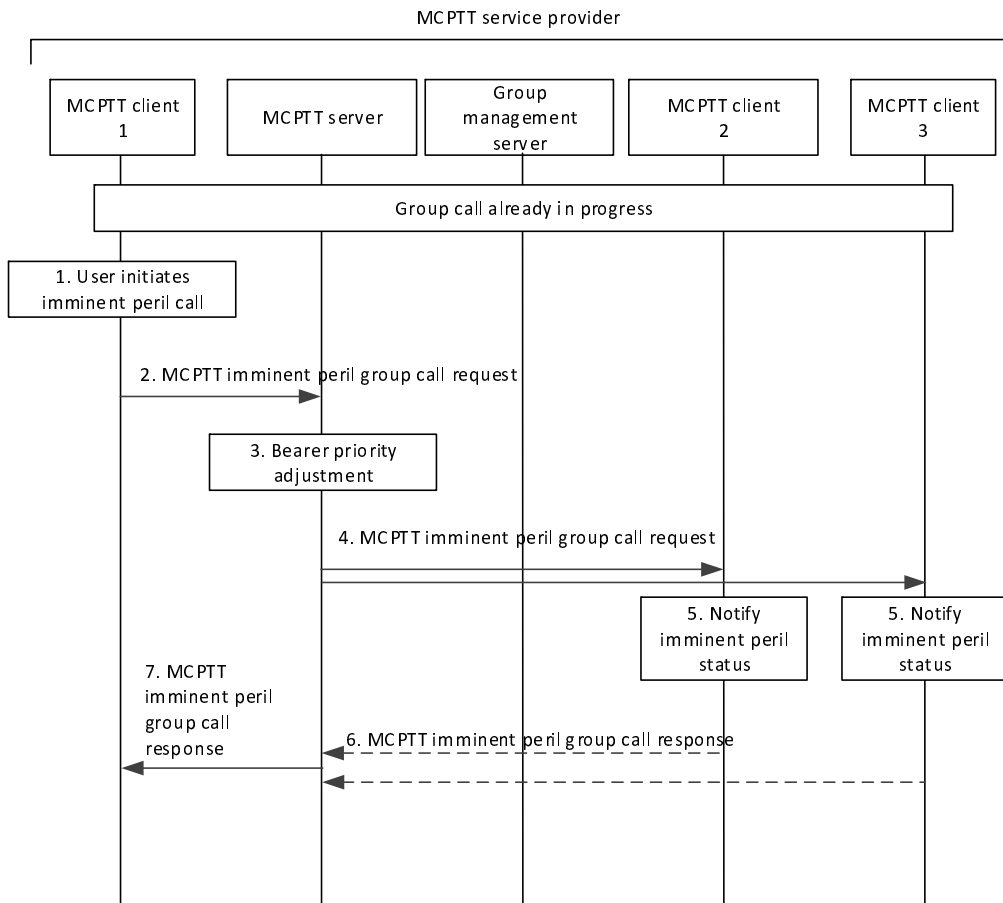 MCPTT service provider
MCPTT client
1
MCPTT server
Group
management
server
MCPTT client
2
MCPTT client
3
Group call already in progress
1. User initiates
imminent peril call
2. MCPTT imminent peril group call request
3. Bearer priority
adjustment
4. MCPTT imminent peril group call request
5. Notify
imminent peril
status
5. Notify
imminent peril
status
7. MCPTT
imminent peril
group call
response
6. MCPTT imminent peril group call response